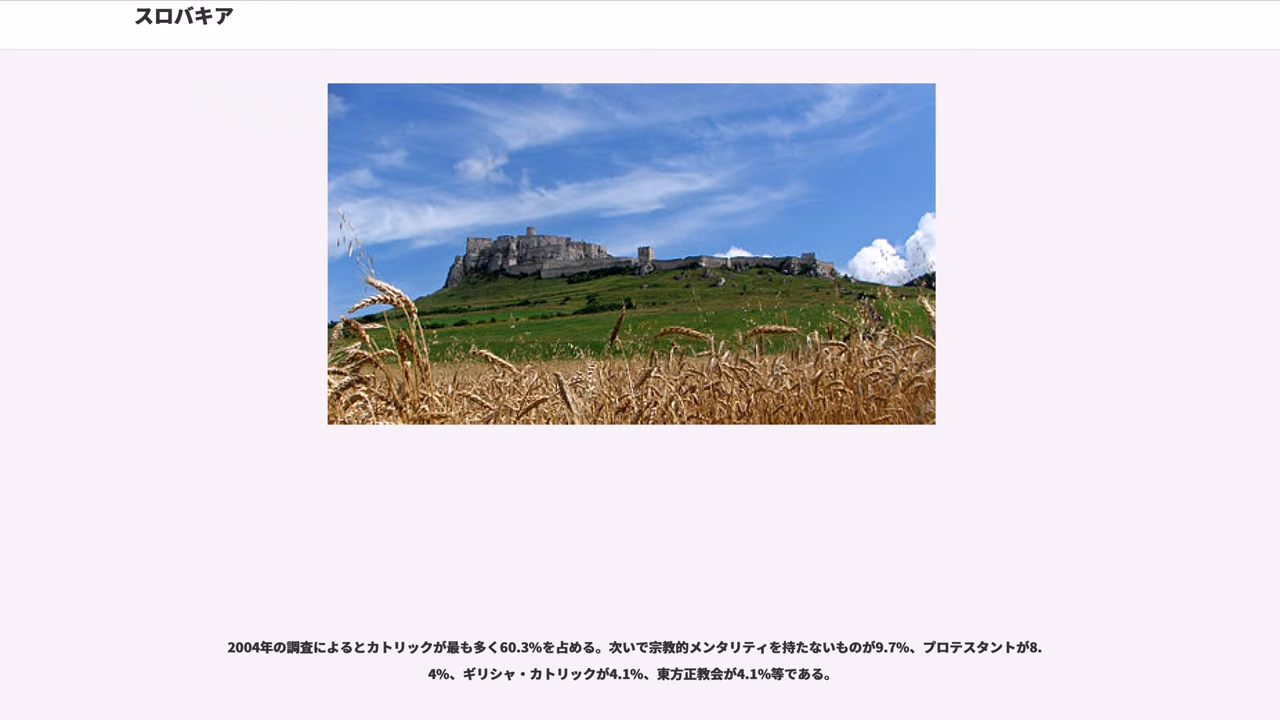 スロバキア
2004年の調査によるとカトリックが最も多く60.3%を占める。次いで宗教的メンタリティを持たないものが9.7%、プロテスタントが8.
4%、ギリシャ・カトリックが4.1%、東方正教会が4.1%等である。